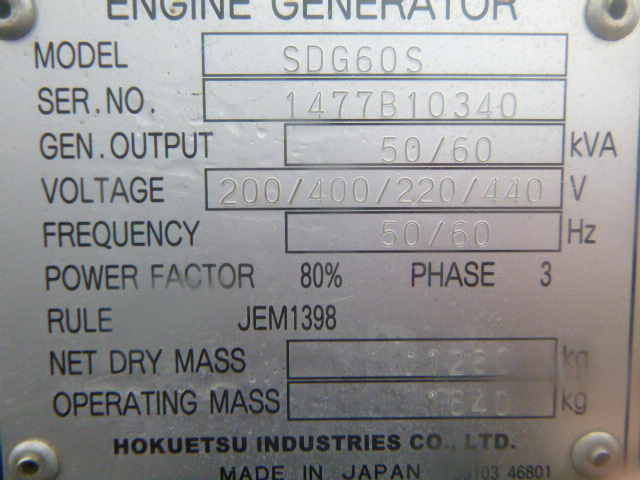 ENGINE GENERATOR
MODEL SDG60S
SER.NO. 1477B10340
GEN.OUTPUT 50/60 kVA
VOLTAGE 200/400/220/440 V
FREQUENCY 50/60 Hz
POWER FACTOR 80% PHASE 3
RULE JEM1398
NET DRY MASS kg
OPERATING MASS kg
HOKUETSU INDUSTRIES CO., LTD.
MADE IN JAPAN 46801